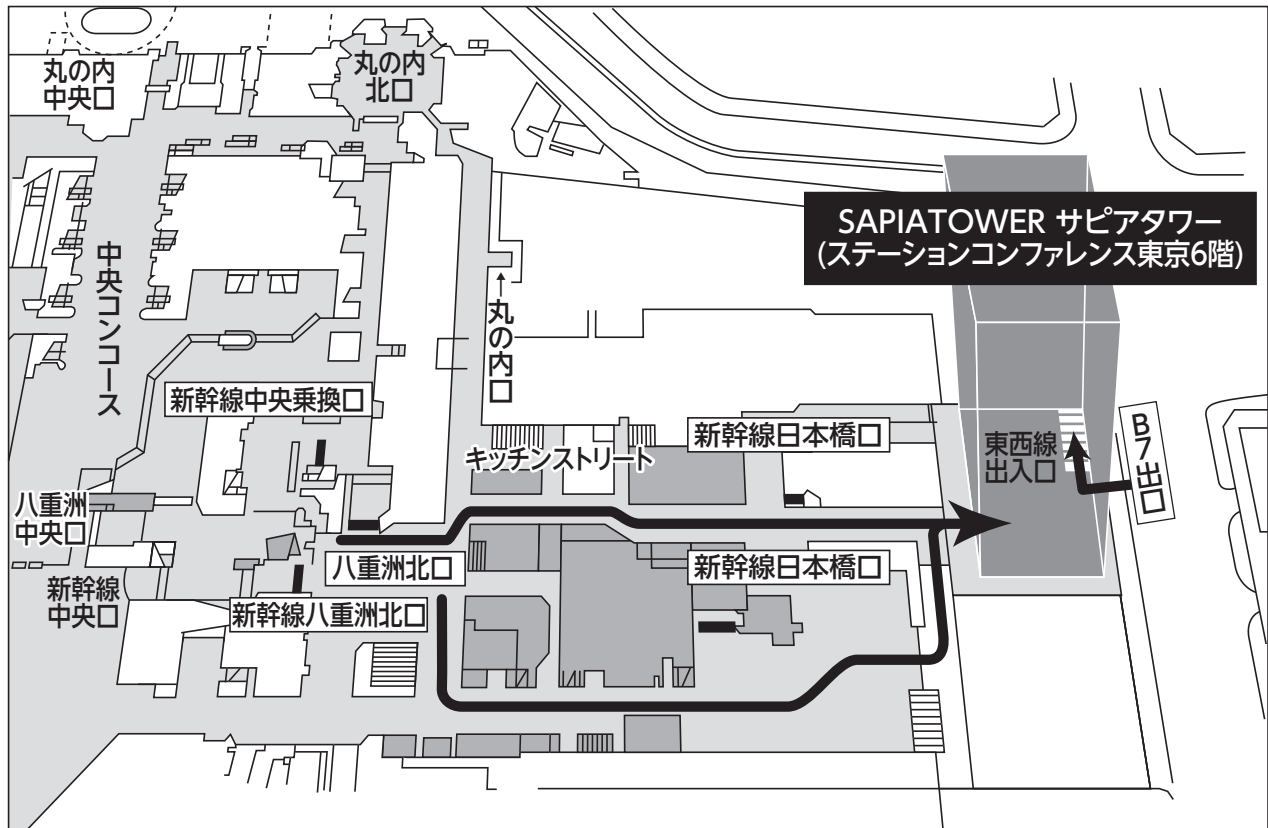 丸の内
中央口
丸の内
北口
SAPIATOWER サピアタワー
(ステーションコンファレンス東京6階)
中央コンコース
↑丸の内口
新幹線中央乗換口
キッチンストリート
新幹線日本橋口
東西線
出入口
B7出口
八重洲
中央口
八重洲北口
新幹線日本橋口
新幹線
中央口
新幹線八重洲北口